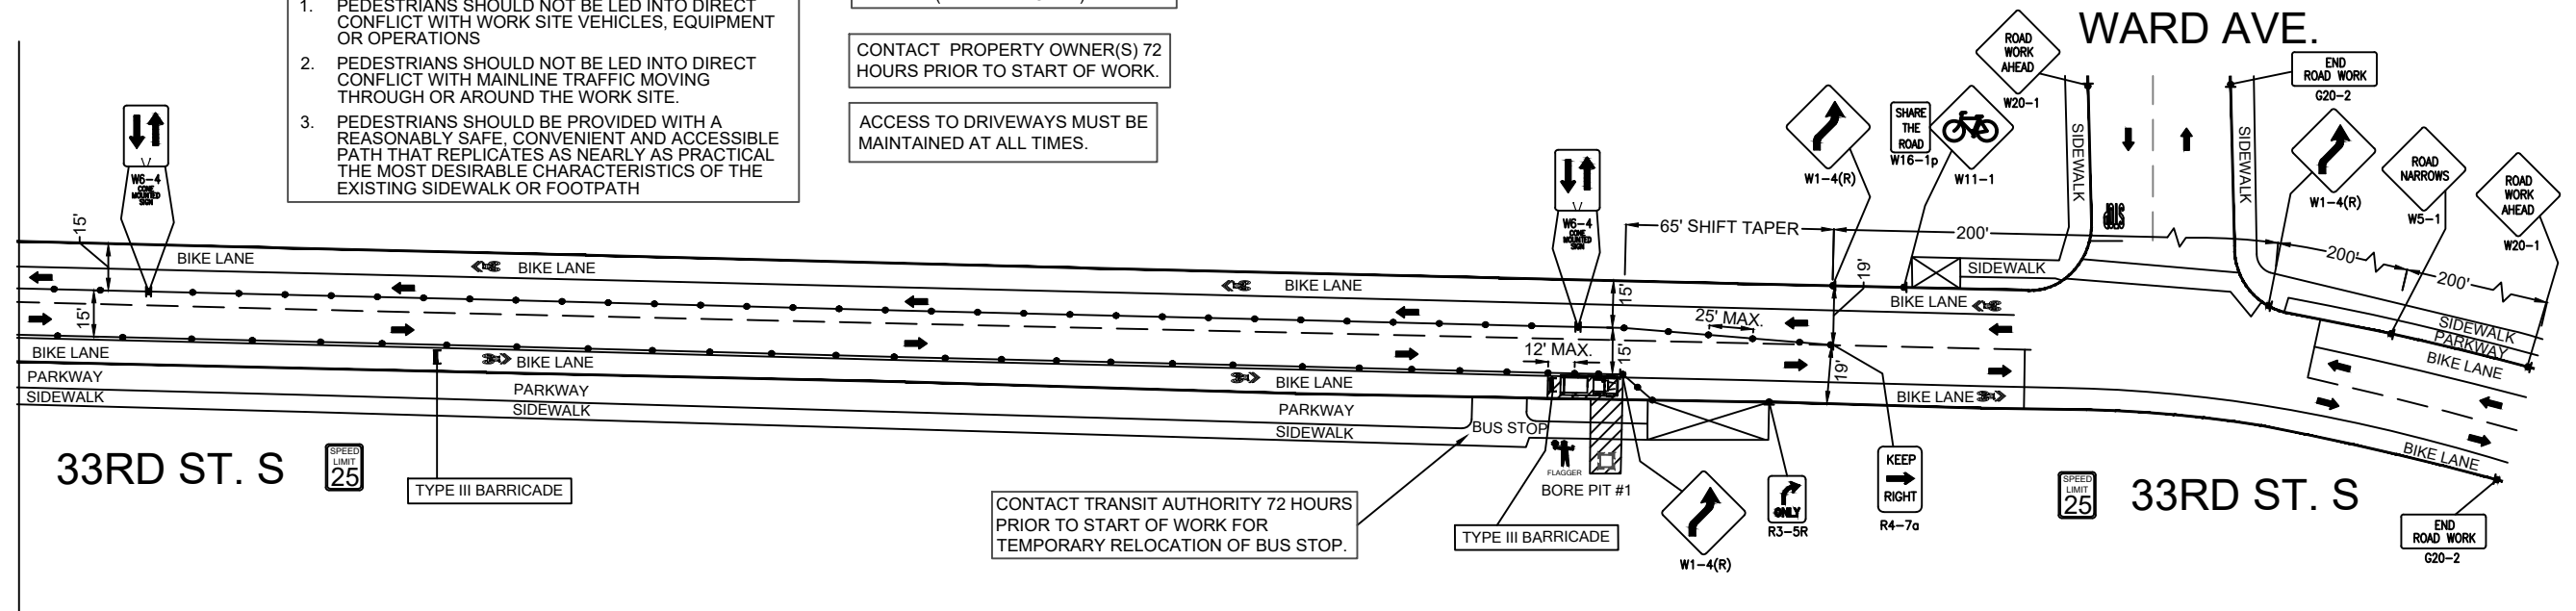 1. PEDESTRIANS SHOULD NOT BE LED INTO DIRECT
CONFLICT WITH WORK SITE VEHICLES, EQUIPMENT
OR OPERATIONS
2. PEDESTRIANS SHOULD NOT BE LED INTO DIRECT
CONFLICT WITH MAINLINE TRAFFIC MOVING
THROUGH OR AROUND THE WORK SITE.
3. PEDESTRIANS SHOULD BE PROVIDED WITH A
REASONABLY SAFE, CONVENIENT AND ACCESSIBLE
PATH THAT REPLICATES AS NEARLY AS PRACTICAL
THE MOST DESIRABLE CHARACTERISTICS OF THE
EXISTING SIDEWALK OR FOOTPATH
CONTACT PROPERTY OWNER(S) 72
HOURS PRIOR TO START OF WORK.
ACCESS TO DRIVEWAYS MUST BE
MAINTAINED AT ALL TIMES.
WARD AVE.
ROAD
WORK
AHEAD
W20-1
END
ROAD WORK
G20-2
W1-4(R)
SHARE
THE
ROAD
W16-1p
W11-1
SIDEWALK
SIDEWALK
W1-4(R)
ROAD
NARROWS
W5-1
ROAD
WORK
AHEAD
W20-1
W6-4
CONE
MOUNTED
SIGN
W6-4
CONE
MOUNTED
SIGN
15'
15'
65' SHIFT TAPER
200'
200'
200'
19'
19'
15'
15'
25' MAX.
12' MAX.
BIKE LANE
BIKE LANE
BIKE LANE
BIKE LANE
SIDEWALK
SIDEWALK
PARKWAY
BIKE LANE
BIKE LANE
BIKE LANE
BIKE LANE
BIKE LANE
BIKE LANE
PARKWAY
PARKWAY
PARKWAY
SIDEWALK
SIDEWALK
SIDEWALK
BUS STOP
FLAGGER
BORE PIT #1
33RD ST. S
SPEED
LIMIT
25
TYPE III BARRICADE
CONTACT TRANSIT AUTHORITY 72 HOURS
PRIOR TO START OF WORK FOR
TEMPORARY RELOCATION OF BUS STOP.
TYPE III BARRICADE
W1-4(R)
ONLY
R3-5R
KEEP
RIGHT
R4-7a
SPEED
LIMIT
25
33RD ST. S
END
ROAD WORK
G20-2